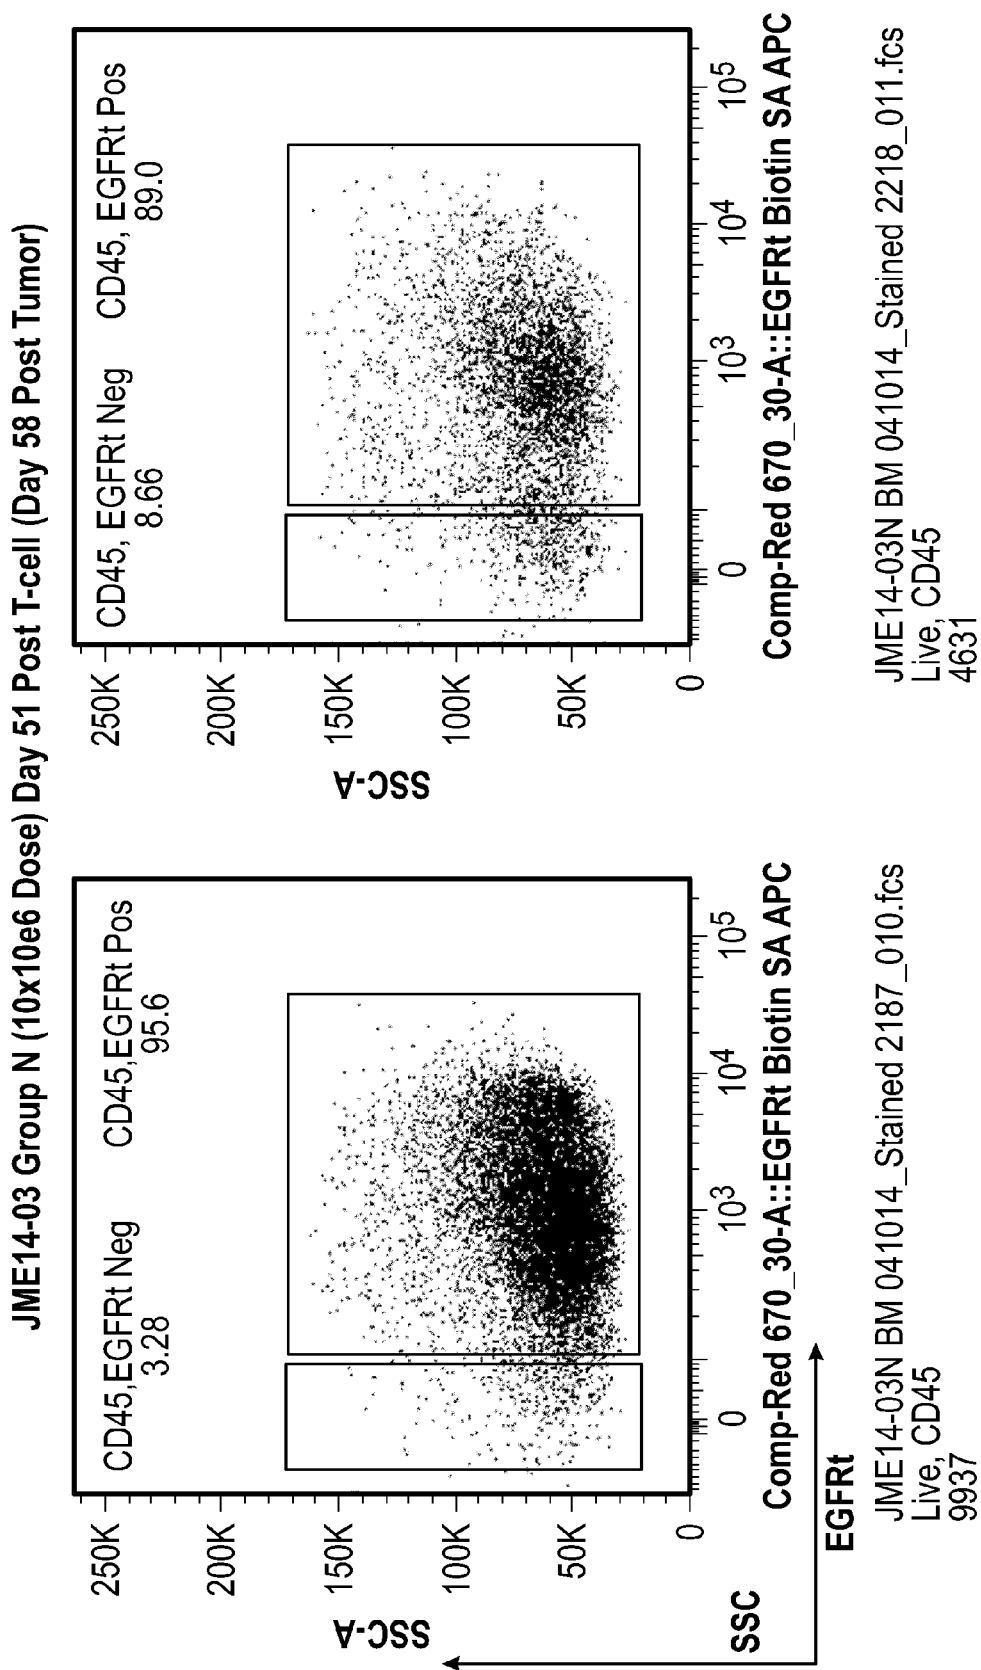 JME14-03 Group N (10x10e6 Dose) Day 51 Post T-cell (Day 58 Post Tumor)
CD45,EGFRt Neg
3.28
CD45,EGFRt Pos
95.6
SSC-A
250K
200K
150K
100K
50K
0
0
10³
10⁴
10⁵
Comp-Red 670_30-A::EGFRt Biotin SA APC
SSC
EGFRt
JME14-03N BM 041014_Stained 2187_010.fcs
Live, CD45
9937
CD45, EGFRt Neg
8.66
CD45, EGFRt Pos
89.0
SSC-A
250K
200K
150K
100K
50K
0
0
10³
10⁴
10⁵
Comp-Red 670_30-A::EGFRt Biotin SA APC
JME14-03N BM 041014_Stained 2218_011.fcs
Live, CD45
4631